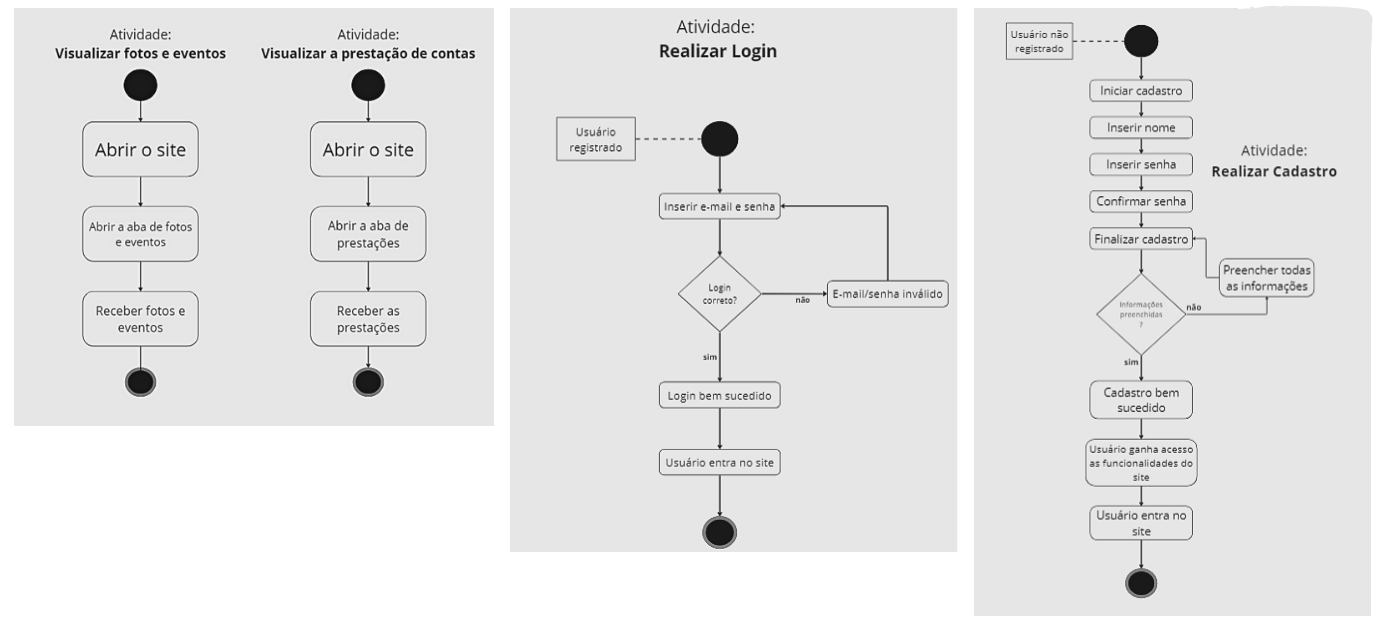 Atividade:
Visualizar fotos e eventos
Abrir o site
Abrir a aba de fotos
e eventos
Receber fotos e
eventos
Atividade:
Visualizar a prestação de contas
Abrir o site
Abrir a aba de
prestações
Receber as
prestações
Atividade:
Realizar Login
Usuário
registrado
Inserir e-mail e senha
Login
correto?
não
E-mail/senha inválido
sim
Login bem sucedido
Usuário entra no site
Usuário não
registrado
Iniciar cadastro
Inserir nome
Inserir senha
Atividade:
Realizar Cadastro
Confirmar senha
Finalizar cadastro
Preencher todas
as informações
Informações
preenchidas
?
não
sim
Cadastro bem
sucedido
Usuário ganha acesso
as funcionalidades do
site
Usuário entra no
site